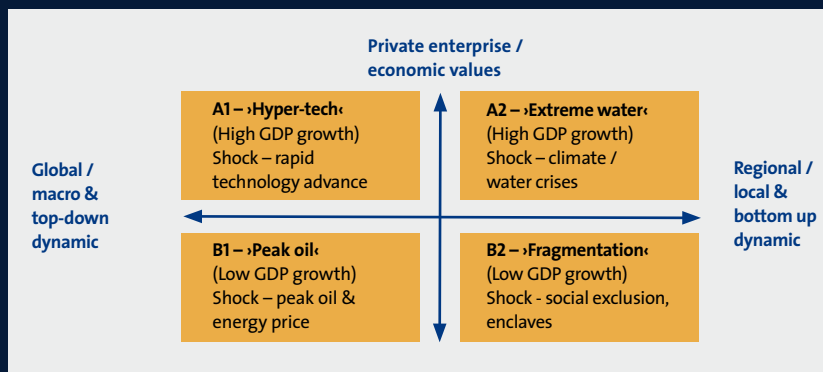 Private enterprise /
economic values
A1 – ›Hyper-tech‹
(High GDP growth)
Shock – rapid
technology advance
A2 – ›Extreme water‹
(High GDP growth)
Shock – climate /
water crises
Global /
macro &
top-down
dynamic
Regional /
local &
bottom up
dynamic
B1 – ›Peak oil‹
(Low GDP growth)
Shock – peak oil &
energy price
B2 – ›Fragmentation‹
(Low GDP growth)
Shock - social exclusion,
enclaves